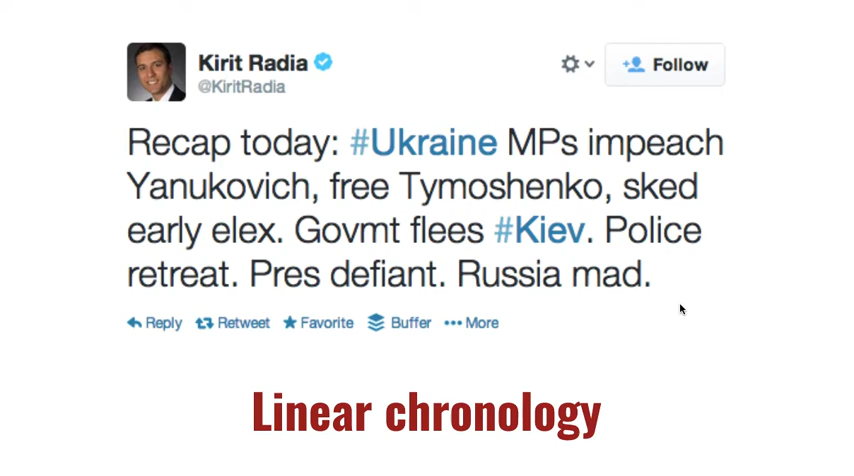 Kirit Radia
@KiritRadia
Follow
Recap today: #Ukraine MPs impeach
Yanukovich, free Tymoshenko, sked
early elex. Govmt flees #Kiev. Police
retreat. Pres defiant. Russia mad.
Reply Retweet Favorite Buffer More
Linear chronology